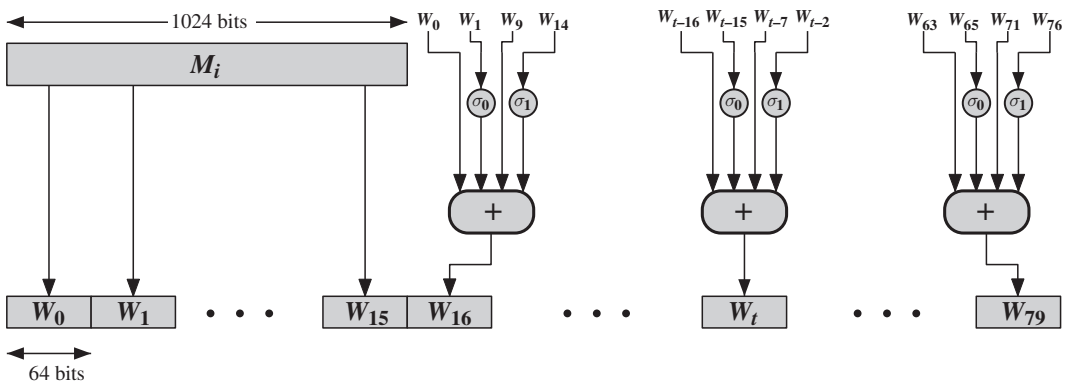 1024 bits
W0 W1 W9 W14
Wt–16 Wt–15 Wt–7 Wt–2
W63 W65 W71 W76
Mi
σ0 σ1
σ0 σ1
σ0 σ1
+ + +
W0 W1 • • • W15 W16 • • • Wt • • • W79
64 bits